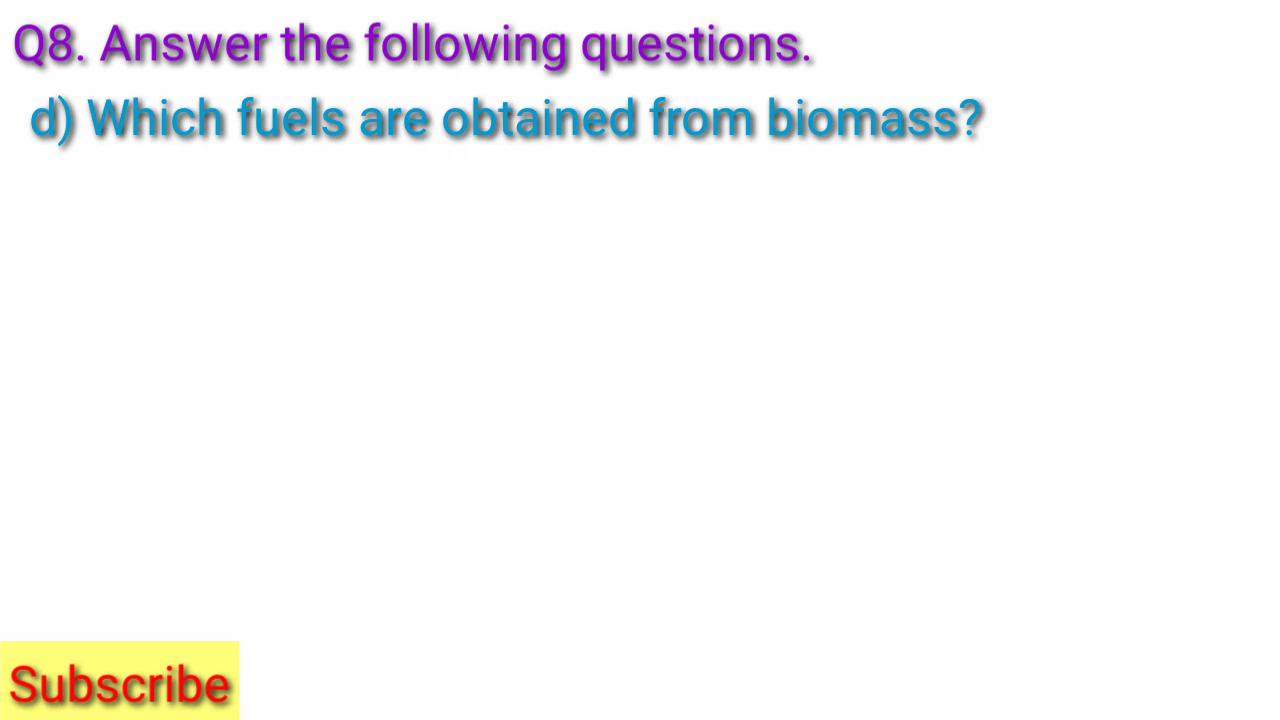 Q8. Answer the following questions.
d) Which fuels are obtained from biomass?
Subscribe